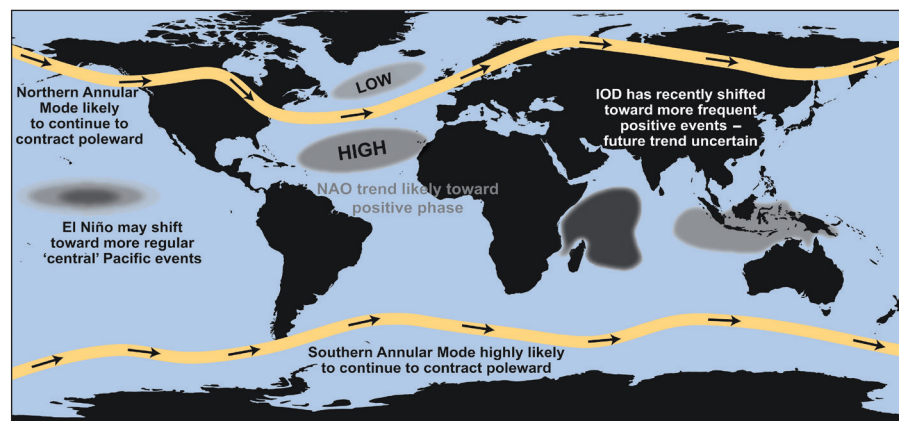 LOW
Northern Annular
Mode likely
to continue to
contract poleward
IOD has recently shifted
toward more frequent
positive events –
future trend uncertain
HIGH
NAO trend likely toward
positive phase
El Niño may shift
toward more regular
‘central’ Pacific events
Southern Annular Mode highly likely
to continue to contract poleward